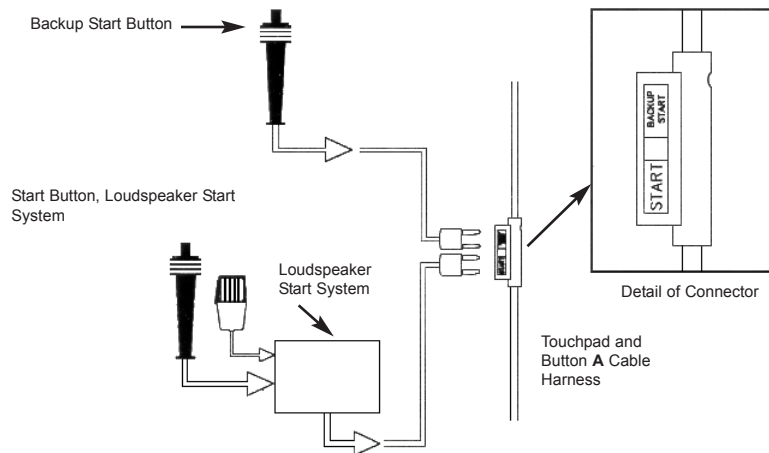 Backup Start Button
BACKUP
START
START
Start Button, Loudspeaker Start
System
Loudspeaker
Start System
Detail of Connector
Touchpad and
Button A Cable
Harness